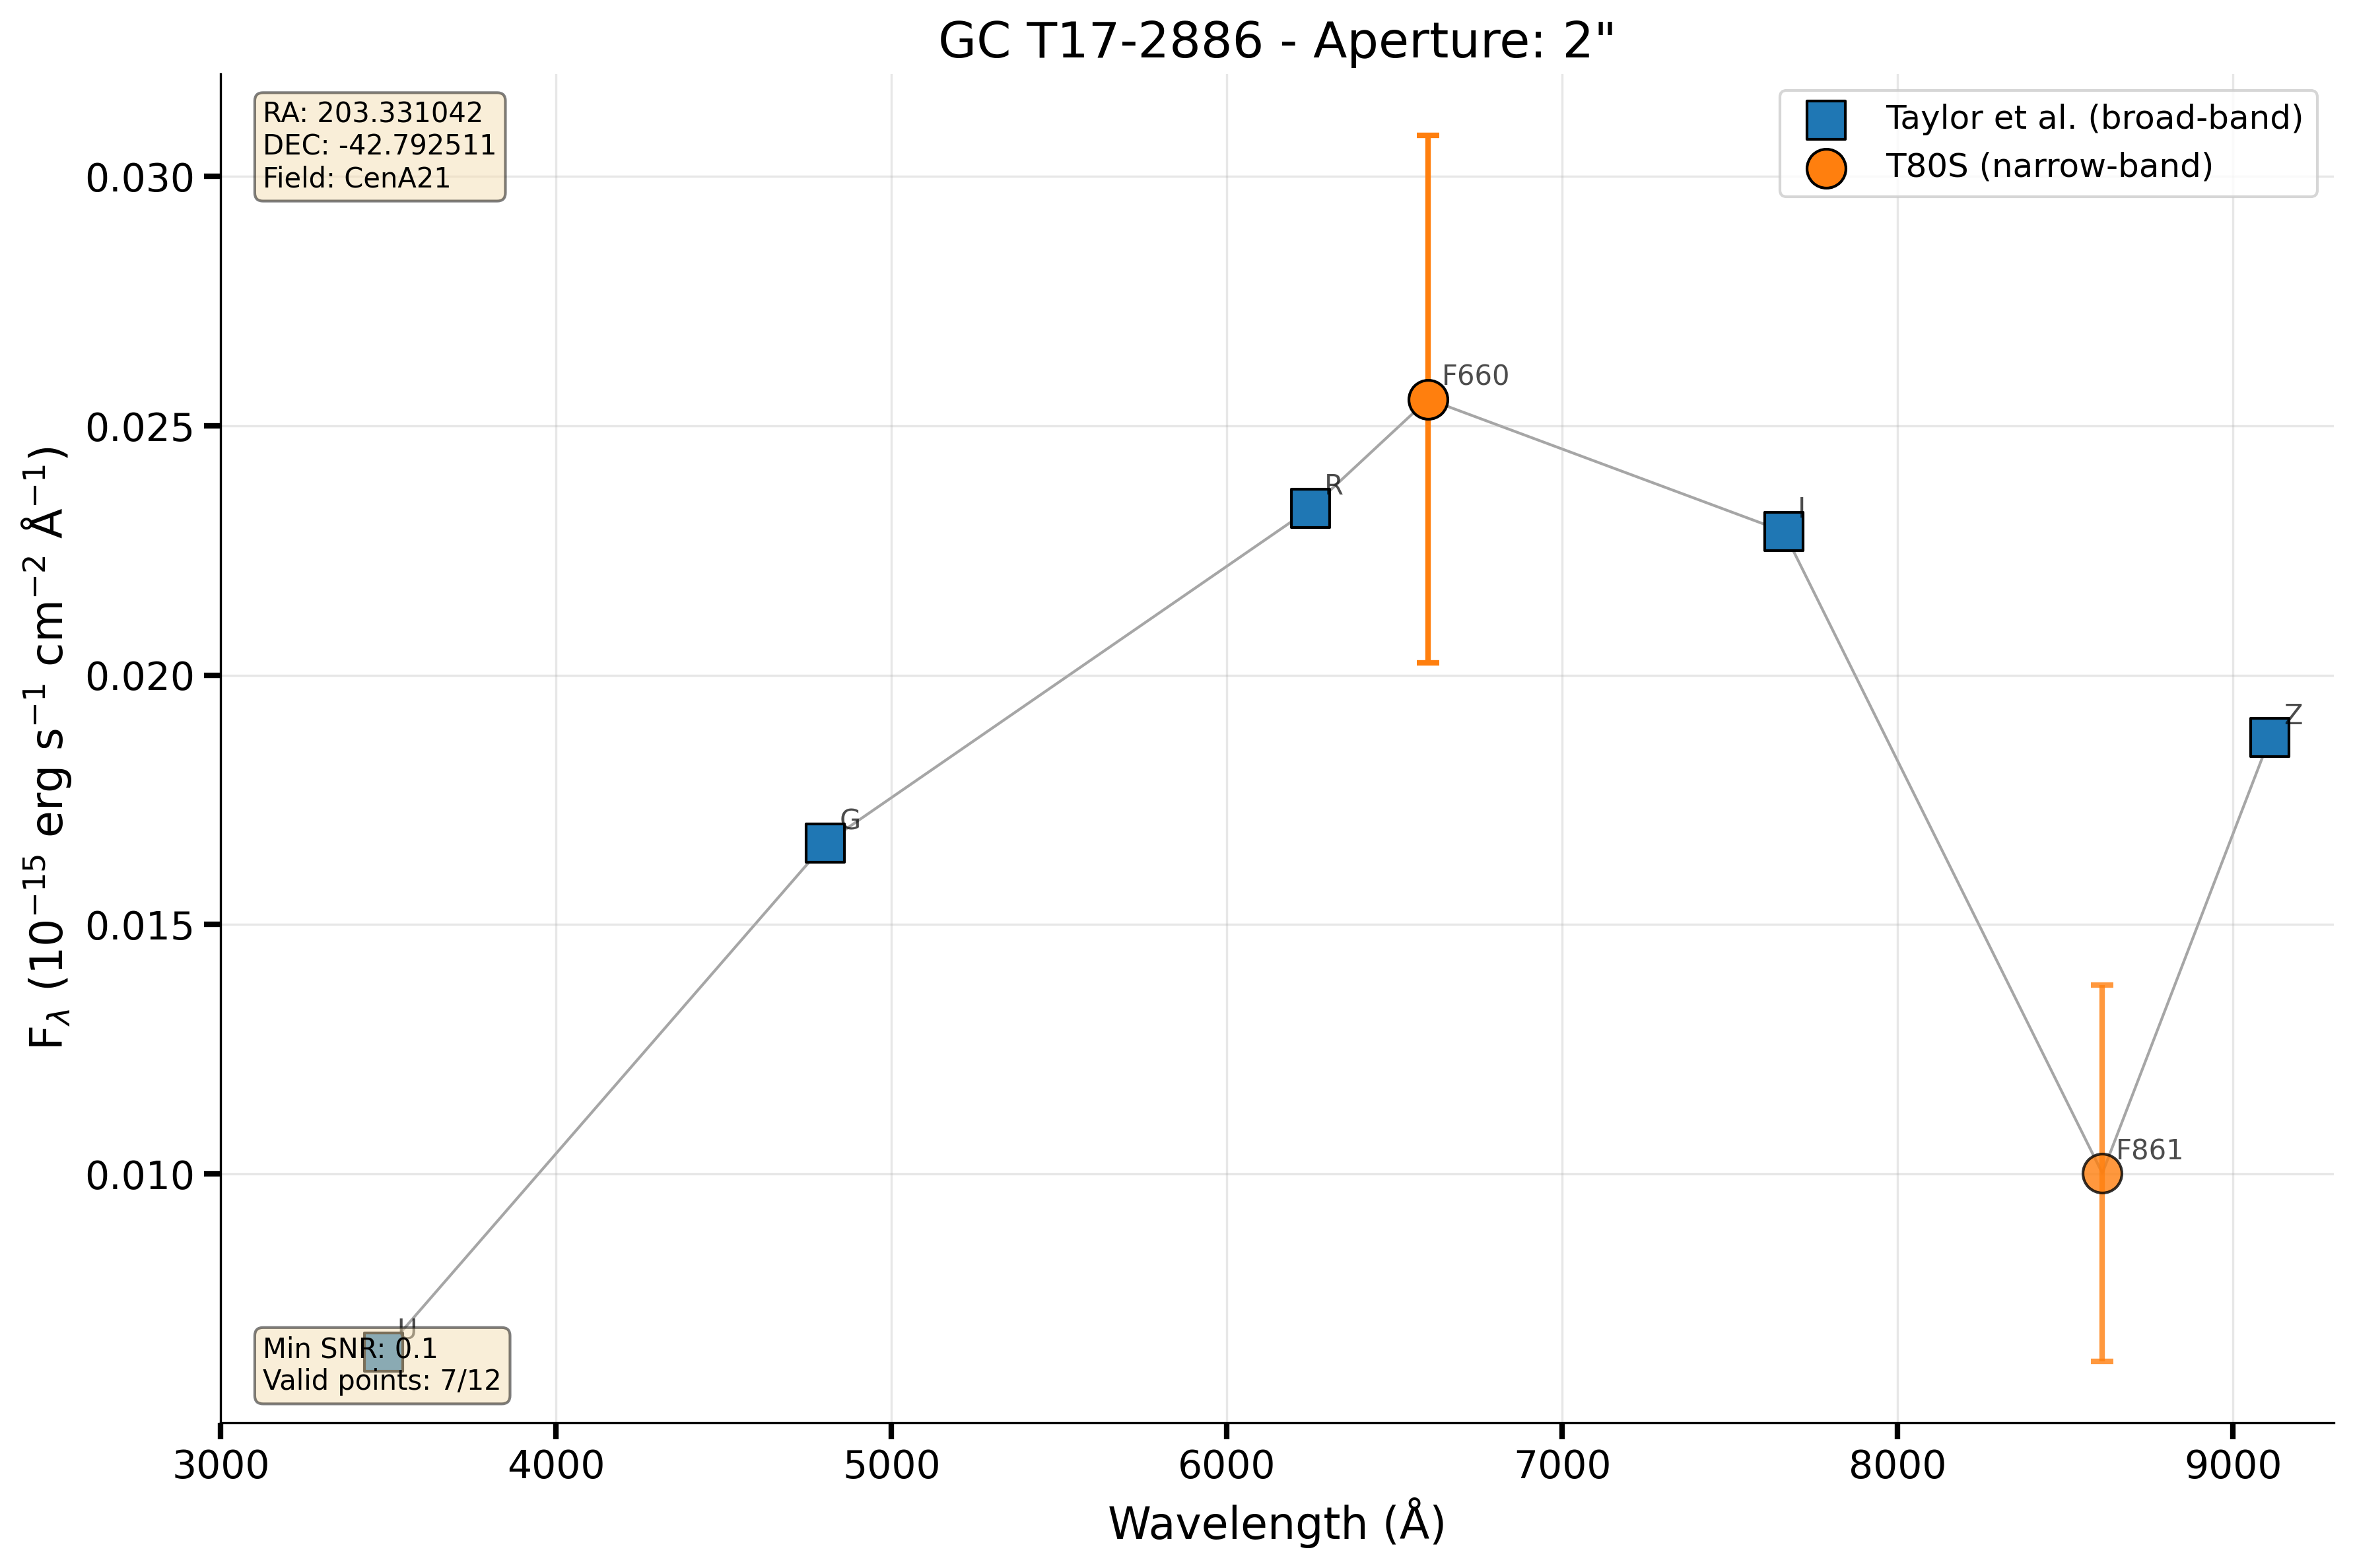 GC T17-2886 - Aperture: 2"
RA: 203.331042
DEC: -42.792511
Field: CenA21
Taylor et al. (broad-band)
T80S (narrow-band)
0.030
0.025
0.020
0.015
0.010
F660
R
I
Z
G
F861
U
Min SNR: 0.1
Valid points: 7/12
3000 4000 5000 6000 7000 8000 9000
Wavelength (Å)
F_λ (10⁻¹⁵ erg s⁻¹ cm⁻² Å⁻¹)